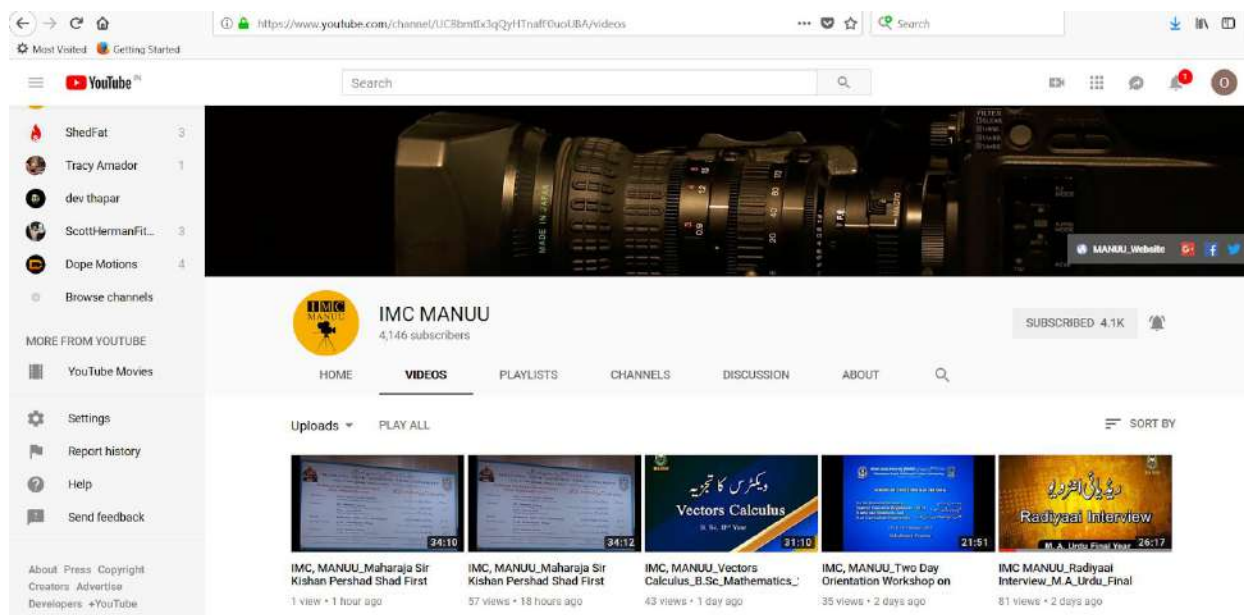 https://www.youtube.com/channel/
Search
Most Visited Getting Started
YouTube IN
Search
1
O
ShedFat 3
Tracy Amador 1
dev thapar
ScottHermanFit... 3
Dope Motions 4
Browse channels
MORE FROM YOUTUBE
YouTube Movies
Settings
Report history
Help
Send feedback
About Press Copyright
Creators Advertise
Developers +YouTube
MADE IN JAPAN
FILTER
MACRO
MANUU_Website G+ f
IMC
MANUU
IMC MANUU
4,146 subscribers
SUBSCRIBED 4.1K
HOME VIDEOS PLAYLISTS CHANNELS DISCUSSION ABOUT
Uploads PLAY ALL SORT BY
34:10
34:12
ویکٹرس کا تجزیہ
Vectors Calculus
B. Sc. IInd Year
31:10
21:51
ریڈیائی انٹرویو
Radiyaai Interview
M. A. Urdu Final Year
26:17
IMC, MANUU_Maharaja Sir
Kishan Pershad Shad First
1 view • 1 hour ago
IMC, MANUU_Maharaja Sir
Kishan Pershad Shad First
57 views • 18 hours ago
IMC, MANUU_Vectors
Calculus_B.Sc_Mathematics_
43 views • 1 day ago
IMC, MANUU_Two Day
Orientation Workshop on
35 views • 2 days ago
IMC MANUU_Radiyaai
Interview_M.A_Urdu_Final
81 views • 2 days ago